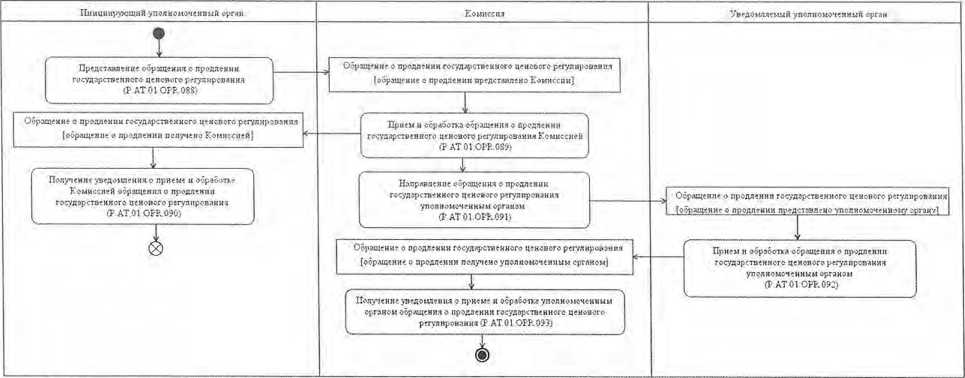 Инициирующий уполномоченный орган
Комиссия
Уведомляемый уполномоченный орган
Представление обращения о продлении
государственного ценового регулирования
(P.AT.01.OPR.088)
Обращение о продлении государственного ценового регулирования
[обращение о продлении представлено Комиссии]
Обращение о продлении государственного ценового регулирования
[обращение о продлении получено Комиссией]
Прием и обработка обращения о продлении
государственного ценового регулирования Комиссией
(P.AT.01.OPR.089)
Получение уведомления о приеме и обработке
Комиссией обращения о продлении
государственного ценового регулирования
(P.AT.01.OPR.090)
Направление обращения о продлении
государственного ценового регулирования
уполномоченным органом
(P.AT.01.OPR.091)
Обращение о продлении государственного ценового регулирования
[обращение о продлении представлено уполномоченному органу]
Обращение о продлении государственного ценового регулирования
[обращение о продлении получено уполномоченным органом]
Прием и обработка обращения о продлении
государственного ценового регулирования
уполномоченным органом
(P.AT.01.OPR.092)
Получение уведомления о приеме и обработка уполномоченным
органом обращения о продлении государственного ценового
регулирования (P.AT.01.OPR.093)